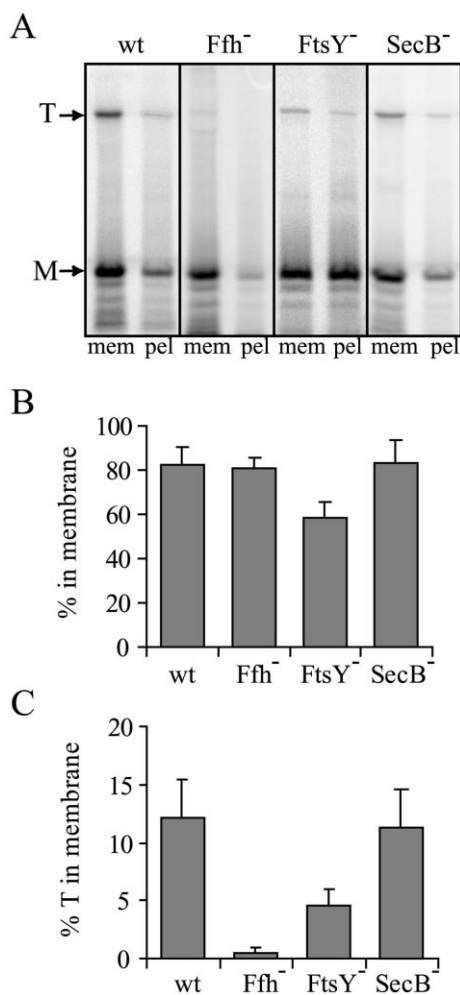 A
wt Ffh⁻ FtsY⁻ SecB⁻
T
M
mem pel mem pel mem pel mem pel
B
% in membrane
100
80
60
40
20
0
wt Ffh⁻ FtsY⁻ SecB⁻
C
% T in membrane
20
15
10
5
0
wt Ffh⁻ FtsY⁻ SecB⁻